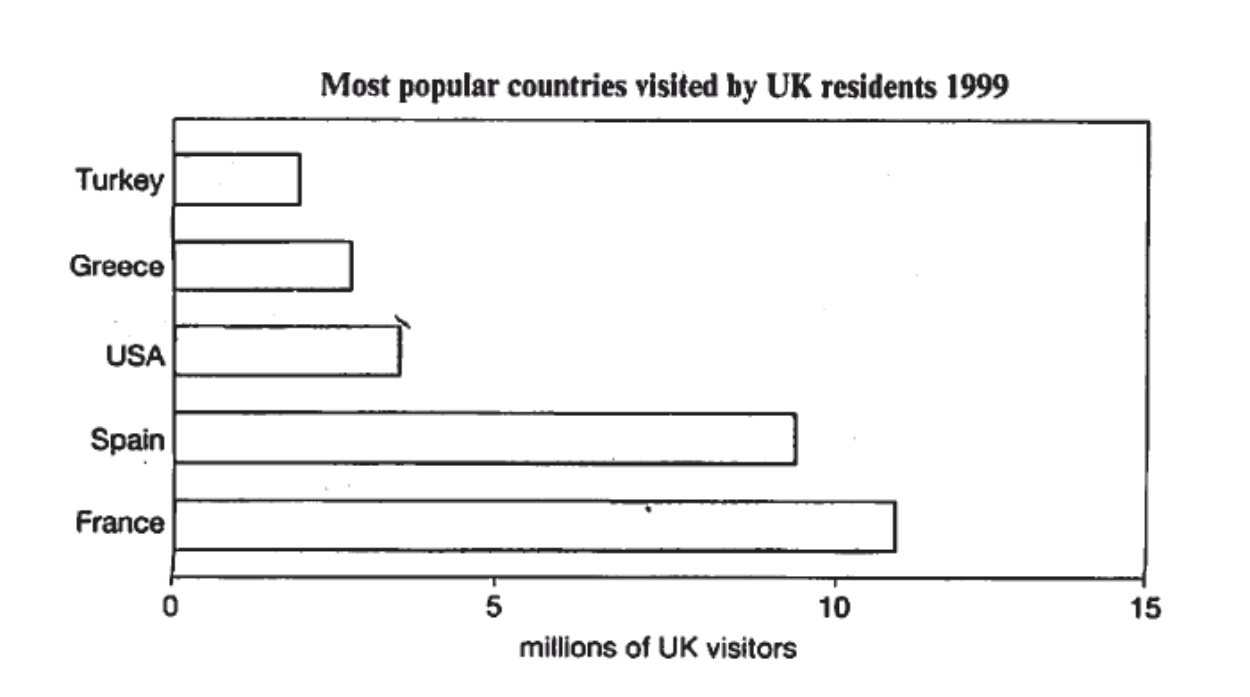 Most popular countries visited by UK residents 1999
Turkey
Greece
USA
Spain
France
0 5 10 15
millions of UK visitors